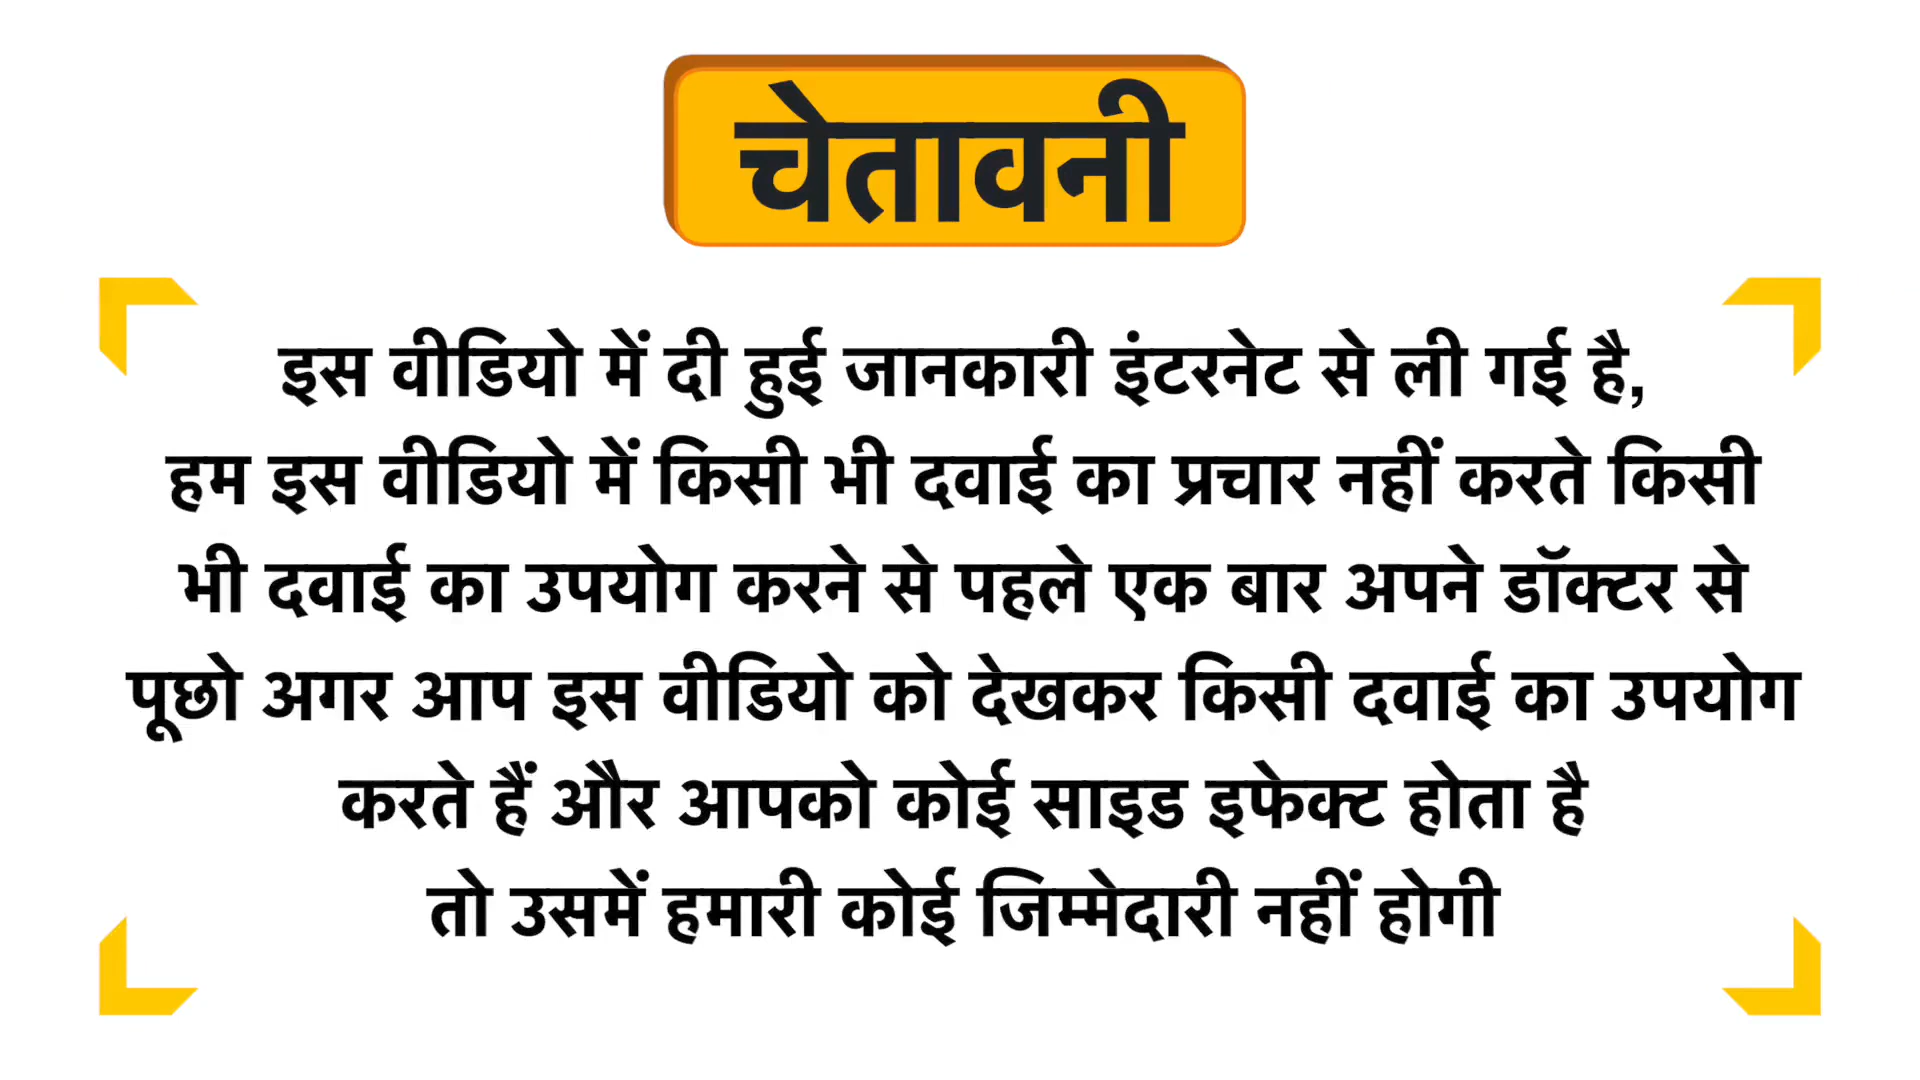 चेतावनी
इस वीडियो में दी हुई जानकारी इंटरनेट से ली गई है,
हम इस वीडियो में किसी भी दवाई का प्रचार नहीं करते किसी
भी दवाई का उपयोग करने से पहले एक बार अपने डॉक्टर से
पूछो अगर आप इस वीडियो को देखकर किसी दवाई का उपयोग
करते हैं और आपको कोई साइड इफेक्ट होता है
तो उसमें हमारी कोई जिम्मेदारी नहीं होगी